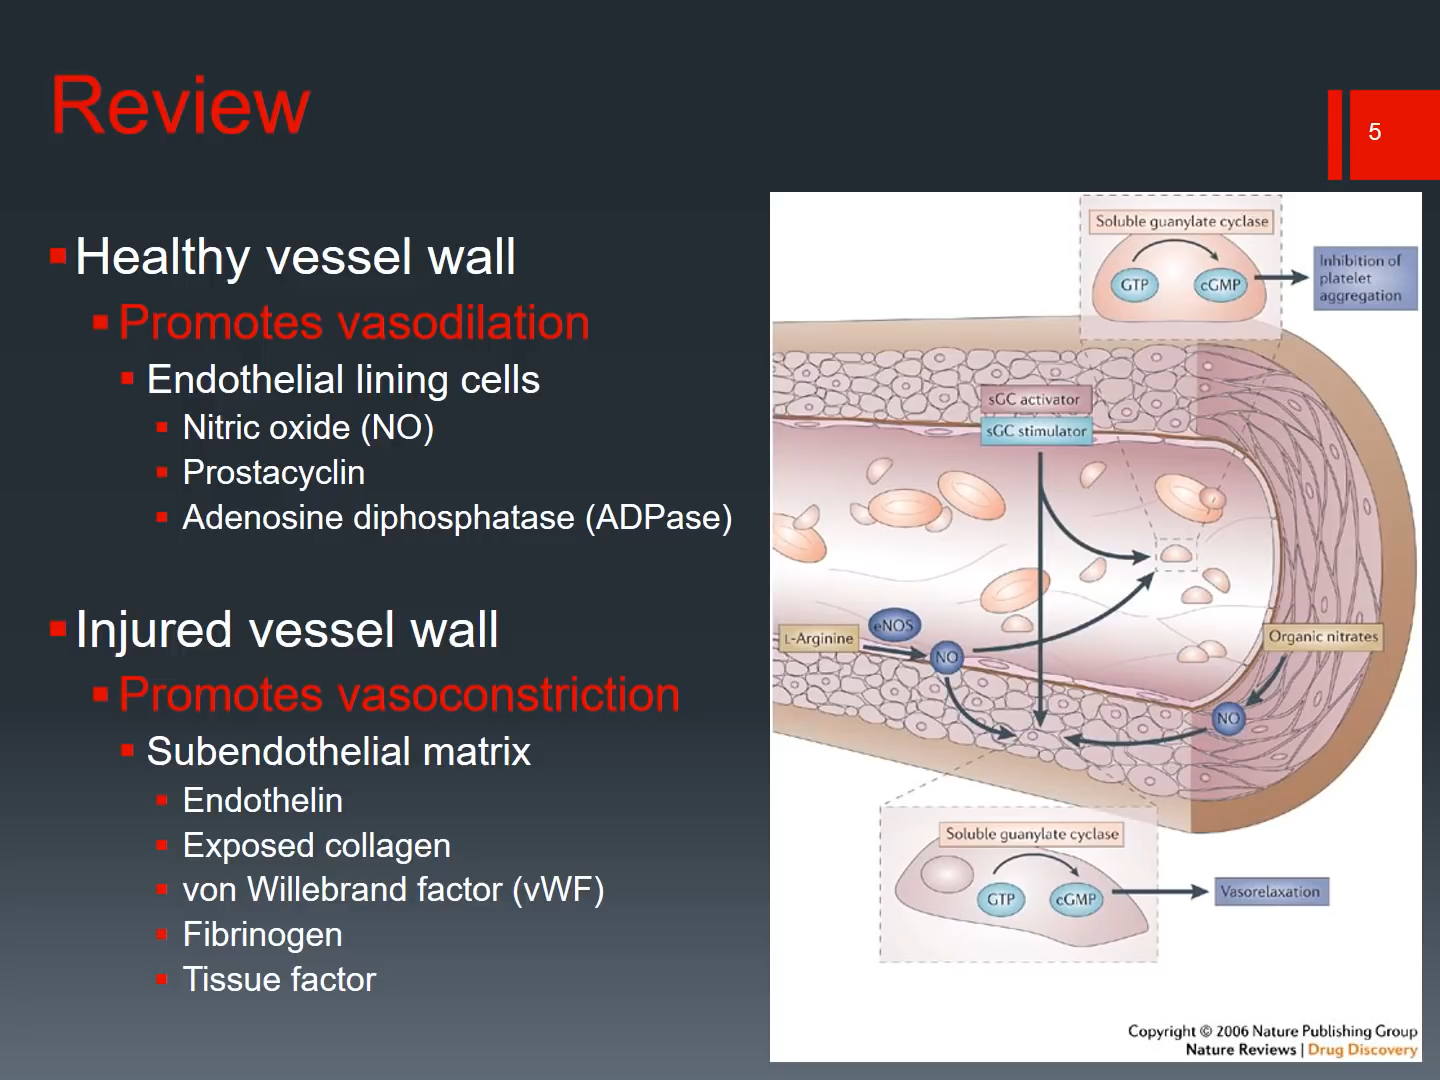 Review
5
Healthy vessel wall
Promotes vasodilation
Endothelial lining cells
Nitric oxide (NO)
Prostacyclin
Adenosine diphosphatase (ADPase)
Injured vessel wall
Promotes vasoconstriction
Subendothelial matrix
Endothelin
Exposed collagen
von Willebrand factor (vWF)
Fibrinogen
Tissue factor
Soluble guanylate cyclase
GTP
cGMP
Inhibition of
platelet
aggregation
sGC activator
sGC stimulator
L-Arginine
eNOS
NO
Organic nitrates
NO
Soluble guanylate cyclase
GTP
cGMP
Vasorelaxation
Copyright © 2006 Nature Publishing Group
Nature Reviews | Drug Discovery